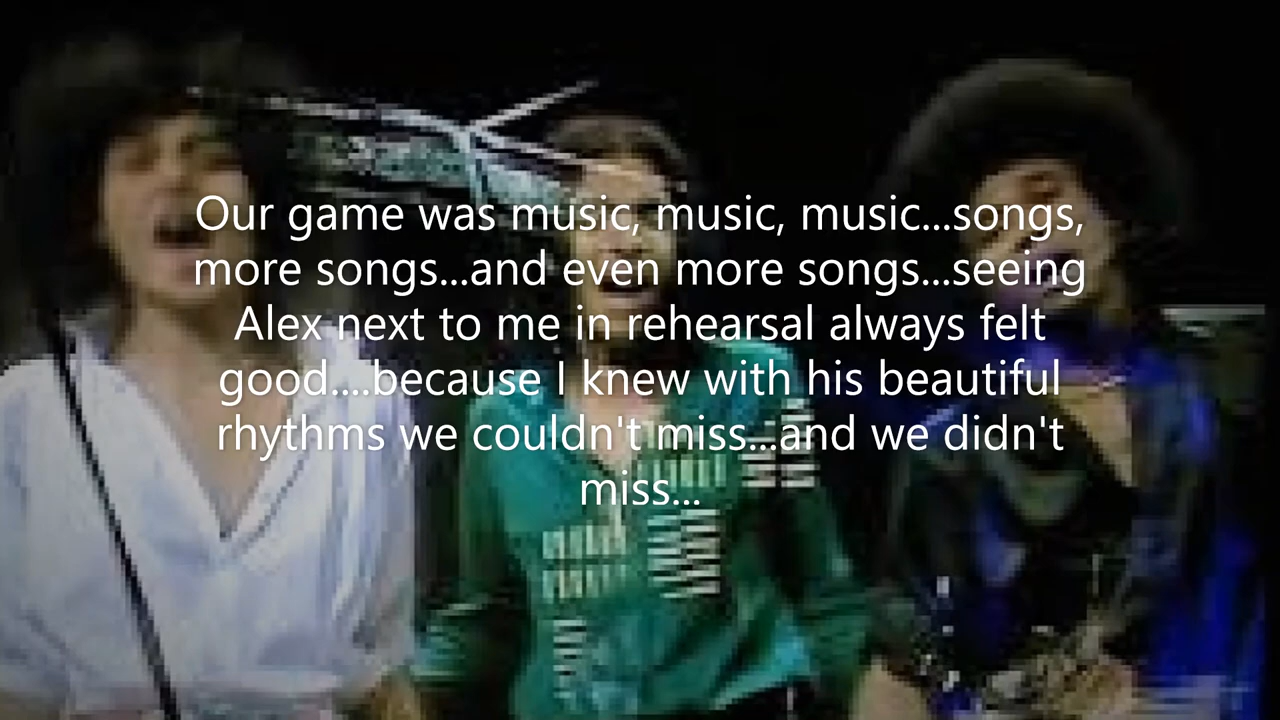 Our game was music, music, music...songs,
more songs...and even more songs...seeing
Alex next to me in rehearsal always felt
good....because I knew with his beautiful
rhythms we couldn't miss...and we didn't
miss...